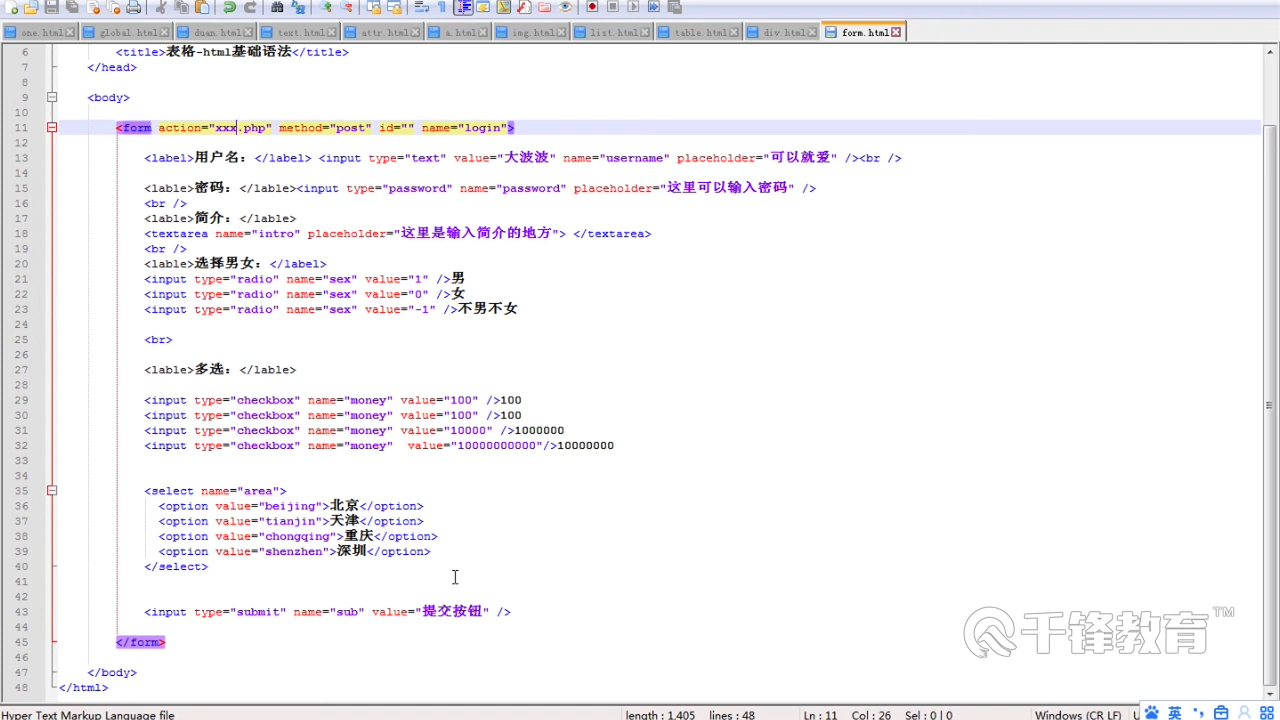 one.html
global.html
duan.html
text.html
attr.html
a.html
img.html
list.html
table.html
div.html
form.html
6 <title>表格-html基础语法</title>
7 </head>
8
9 <body>
10
11 <form action="xxx.php" method="post" id="" name="login">
12
13 <label>用户名：</label> <input type="text" value="大波波" name="username" placeholder="可以就爱" /><br />
14
15 <lable>密码：</lable><input type="password" name="password" placeholder="这里可以输入密码" />
16 <br />
17 <lable>简介：</lable>
18 <textarea name="intro" placeholder="这里是输入简介的地方"> </textarea>
19 <br />
20 <lable>选择男女：</label>
21 <input type="radio" name="sex" value="1" />男
22 <input type="radio" name="sex" value="0" />女
23 <input type="radio" name="sex" value="-1" />不男不女
24
25 <br>
26
27 <lable>多选：</lable>
28
29 <input type="checkbox" name="money" value="100" />100
30 <input type="checkbox" name="money" value="100" />100
31 <input type="checkbox" name="money" value="10000" />1000000
32 <input type="checkbox" name="money"  value="10000000000"/>10000000
33
34
35 <select name="area">
36 <option value="beijing">北京</option>
37 <option value="tianjin">天津</option>
38 <option value="chongqing">重庆</option>
39 <option value="shenzhen">深圳</option>
40 </select>
41
42
43 <input type="submit" name="sub" value="提交按钮" />
44
45 </form>
46
47 </body>
48 </html>
千锋教育™
Hyper Text Markup Language file
length : 1,405 lines : 48
Ln : 11 Col : 26 Sel : 0 | 0
Windows (CR LF)
英